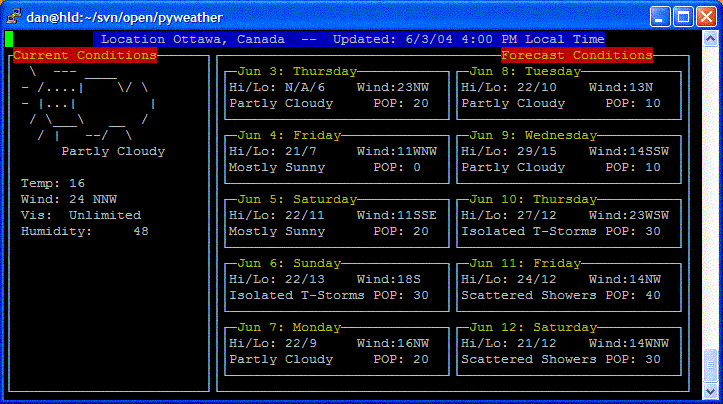 dan@hld:~/svn/open/pyweather
Location Ottawa, Canada -- Updated: 6/3/04 4:00 PM Local Time
Current Conditions
Partly Cloudy
Temp: 16
Wind: 24 NNW
Vis: Unlimited
Humidity: 48
Forecast Conditions
Jun 3: Thursday
Hi/Lo: N/A/6 Wind:23NW
Partly Cloudy POP: 20
Jun 4: Friday
Hi/Lo: 21/7 Wind:11WNW
Mostly Sunny POP: 0
Jun 5: Saturday
Hi/Lo: 22/11 Wind:11SSE
Mostly Sunny POP: 20
Jun 6: Sunday
Hi/Lo: 22/13 Wind:18S
Isolated T-Storms POP: 30
Jun 7: Monday
Hi/Lo: 22/9 Wind:16NW
Partly Cloudy POP: 20
Jun 8: Tuesday
Hi/Lo: 22/10 Wind:13N
Partly Cloudy POP: 10
Jun 9: Wednesday
Hi/Lo: 29/15 Wind:14SSW
Partly Cloudy POP: 10
Jun 10: Thursday
Hi/Lo: 27/12 Wind:23WSW
Isolated T-Storms POP: 30
Jun 11: Friday
Hi/Lo: 24/12 Wind:14NW
Scattered Showers POP: 40
Jun 12: Saturday
Hi/Lo: 21/12 Wind:14WNW
Scattered Showers POP: 30